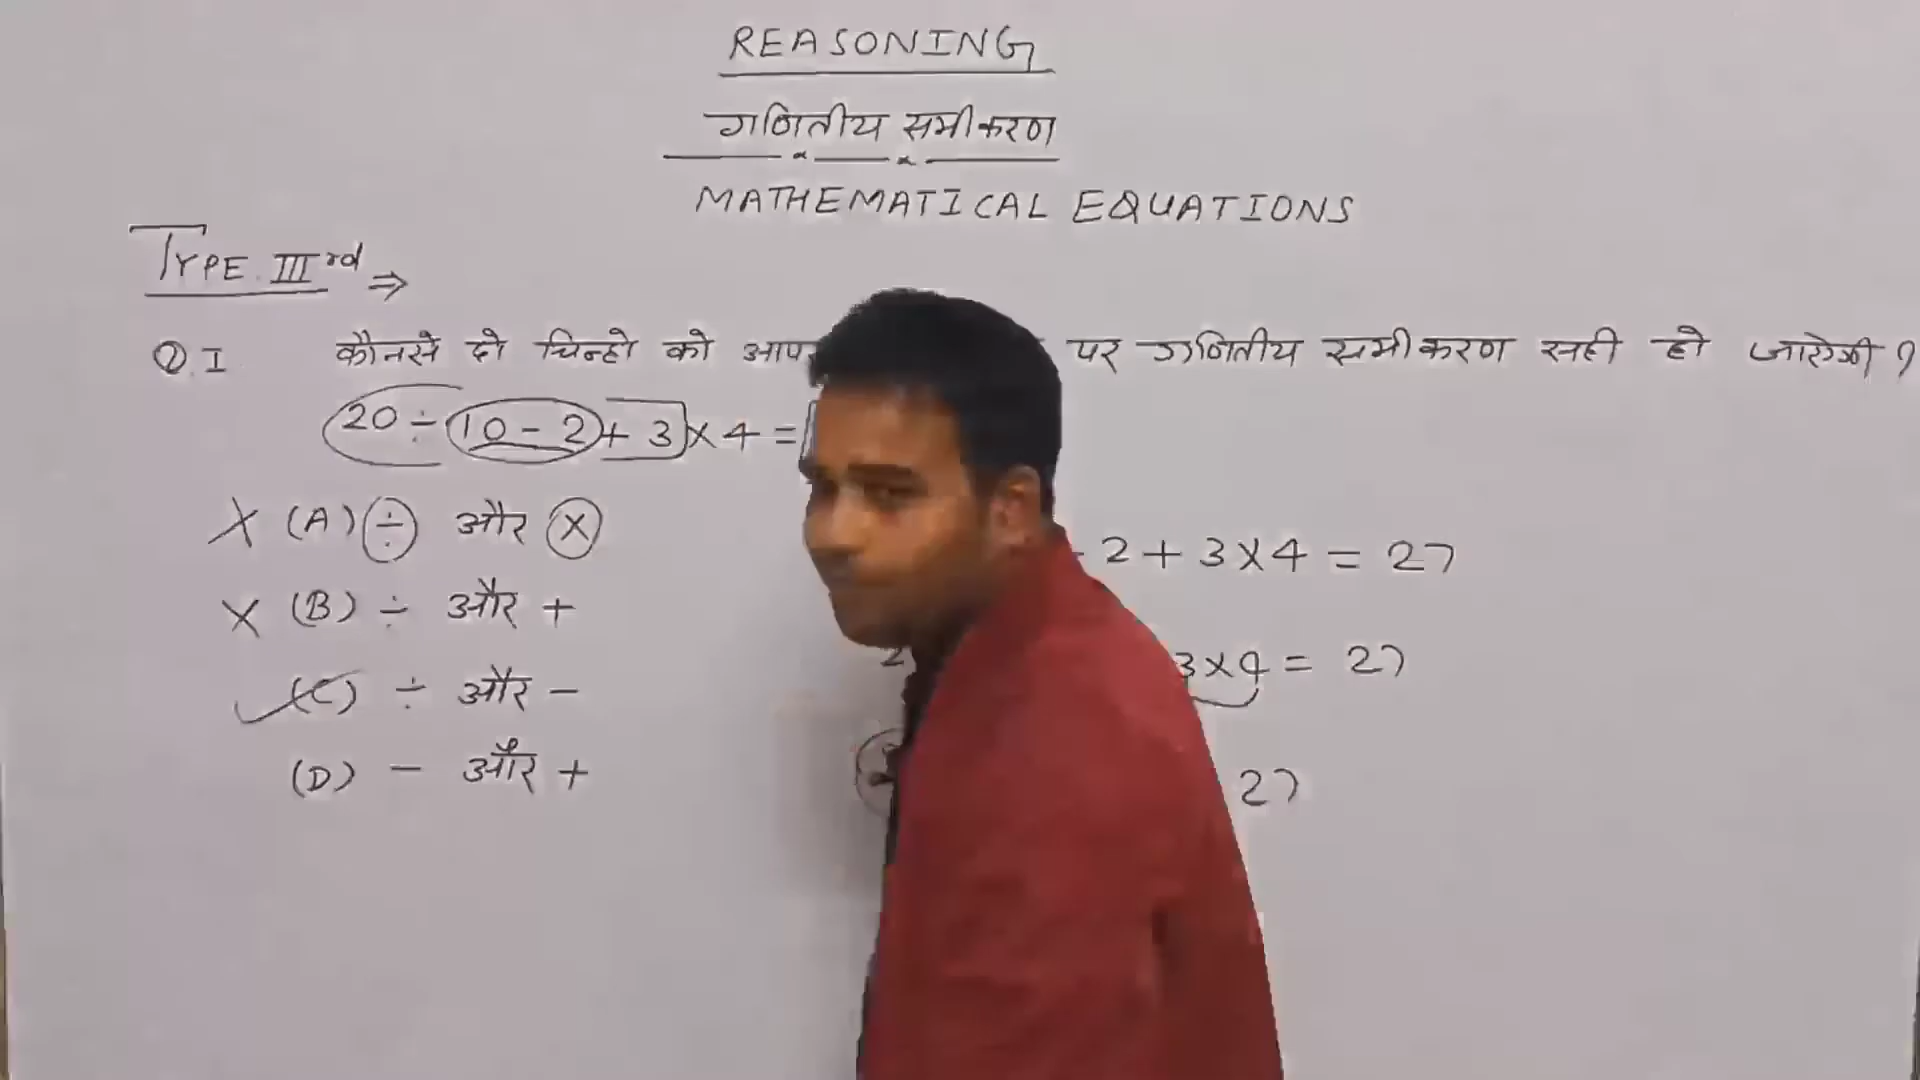 REASONING
गणितीय समीकरण
MATHEMATICAL EQUATIONS
TYPE III rd ⇒
Q.I कौनसे दो चिन्हो को पर गणितीय समीकरण सही हो जाऐगी ?
20 ÷ 10 - 2 + 3 × 4 =
X (A) ÷ और ×
2 + 3 × 4 = 27
X (B) ÷ और +
3 × 4 = 27
(C) ÷ और -
(D) - और +
27